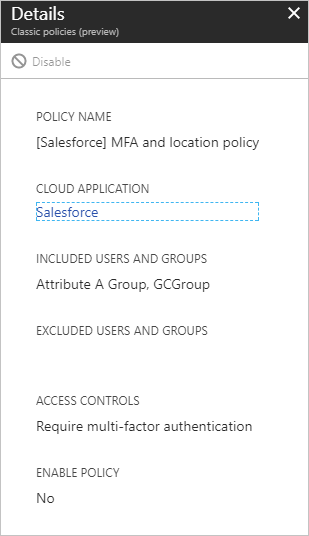 Details
Classic policies (preview)
Disable
POLICY NAME
[Salesforce] MFA and location policy
CLOUD APPLICATION
Salesforce
INCLUDED USERS AND GROUPS
Attribute A Group, GCGroup
EXCLUDED USERS AND GROUPS
ACCESS CONTROLS
Require multi-factor authentication
ENABLE POLICY
No